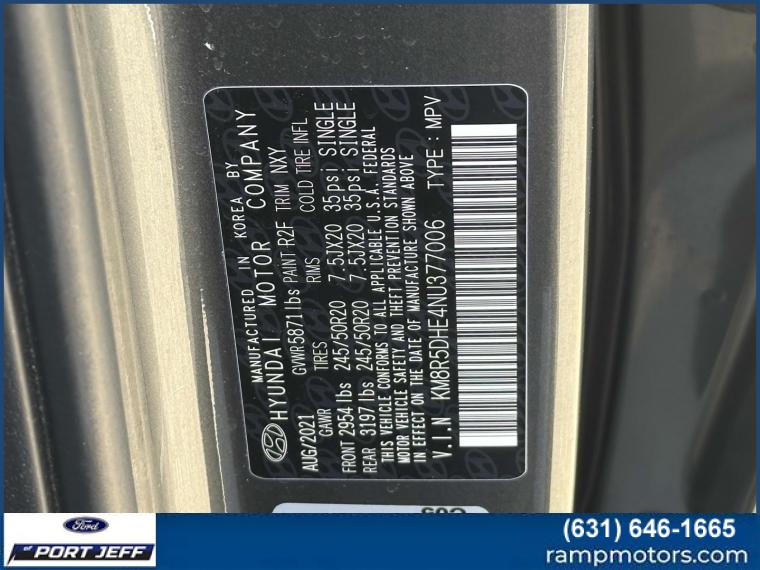 MANUFACTURED IN KOREA BY
HYUNDAI MOTOR COMPANY
AUG/2021 GVWR5871lbs PAINT R2F TRIM NXY
GAWR TIRES RIMS COLD TIRE INFL
FRONT 2954 lbs 245/50R20 7.5JX20 35psi SINGLE
REAR 3197 lbs 245/50R20 7.5JX20 35psi SINGLE
THIS VEHICLE CONFORMS TO ALL APPLICABLE U.S.A. FEDERAL
MOTOR VEHICLE SAFETY AND THEFT PREVENTION STANDARDS
IN EFFECT ON THE DATE OF MANUFACTURE SHOWN ABOVE
V.I.N KM8R5DHE4NU377006 TYPE : MPV
Ford
of PORT JEFF
(631) 646-1665
rampmotors.com